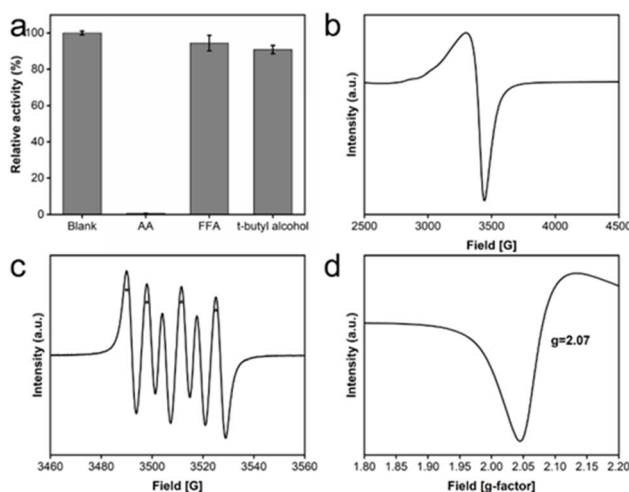 a
Relative activity (%)
100
80
60
40
20
0
Blank AA FFA t-butyl alcohol
b
Intensity (a.u.)
2500 3000 3500 4000 4500
Field [G]
c
Intensity (a.u.)
3460 3480 3500 3520 3540 3560
Field [G]
d
Intensity (a.u.)
g=2.07
1.80 1.85 1.90 1.95 2.00 2.05 2.10 2.15 2.20
Field [g-factor]